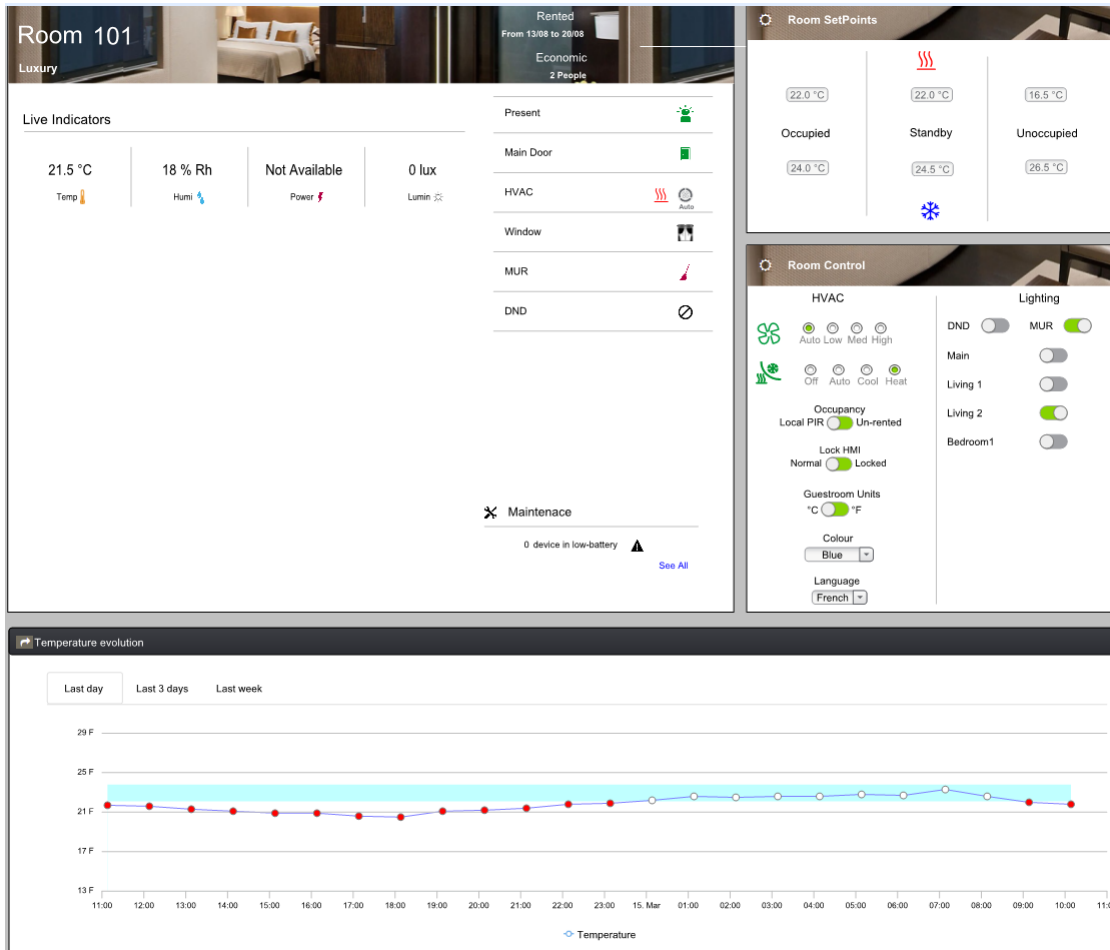 Room 101
Luxury
Rented
From 13/08 to 20/08
Economic
2 People
Live Indicators
21.5 °C
Temp
18 % Rh
Humi
Not Available
Power
0 lux
Lumin
Present
Main Door
HVAC
Auto
Window
MUR
DND
Maintenace
0 device in low-battery
See All
Room SetPoints
22.0 °C 22.0 °C 16.5 °C
Occupied Standby Unoccupied
24.0 °C 24.5 °C 26.5 °C
Room Control
HVAC
Auto Low Med High
Off Auto Cool Heat
Occupancy
Local PIR Un-rented
Lock HMI
Normal Locked
Guestroom Units
°C °F
Colour
Blue
Language
French
Lighting
DND MUR
Main
Living 1
Living 2
Bedroom1
Temperature evolution
Last day Last 3 days Last week
29 F
25 F
21 F
17 F
13 F
11:00 12:00 13:00 14:00 15:00 16:00 17:00 18:00 19:00 20:00 21:00 22:00 23:00 15. Mar 01:00 02:00 03:00 04:00 05:00 06:00 07:00 08:00 09:00 10:00
Temperature